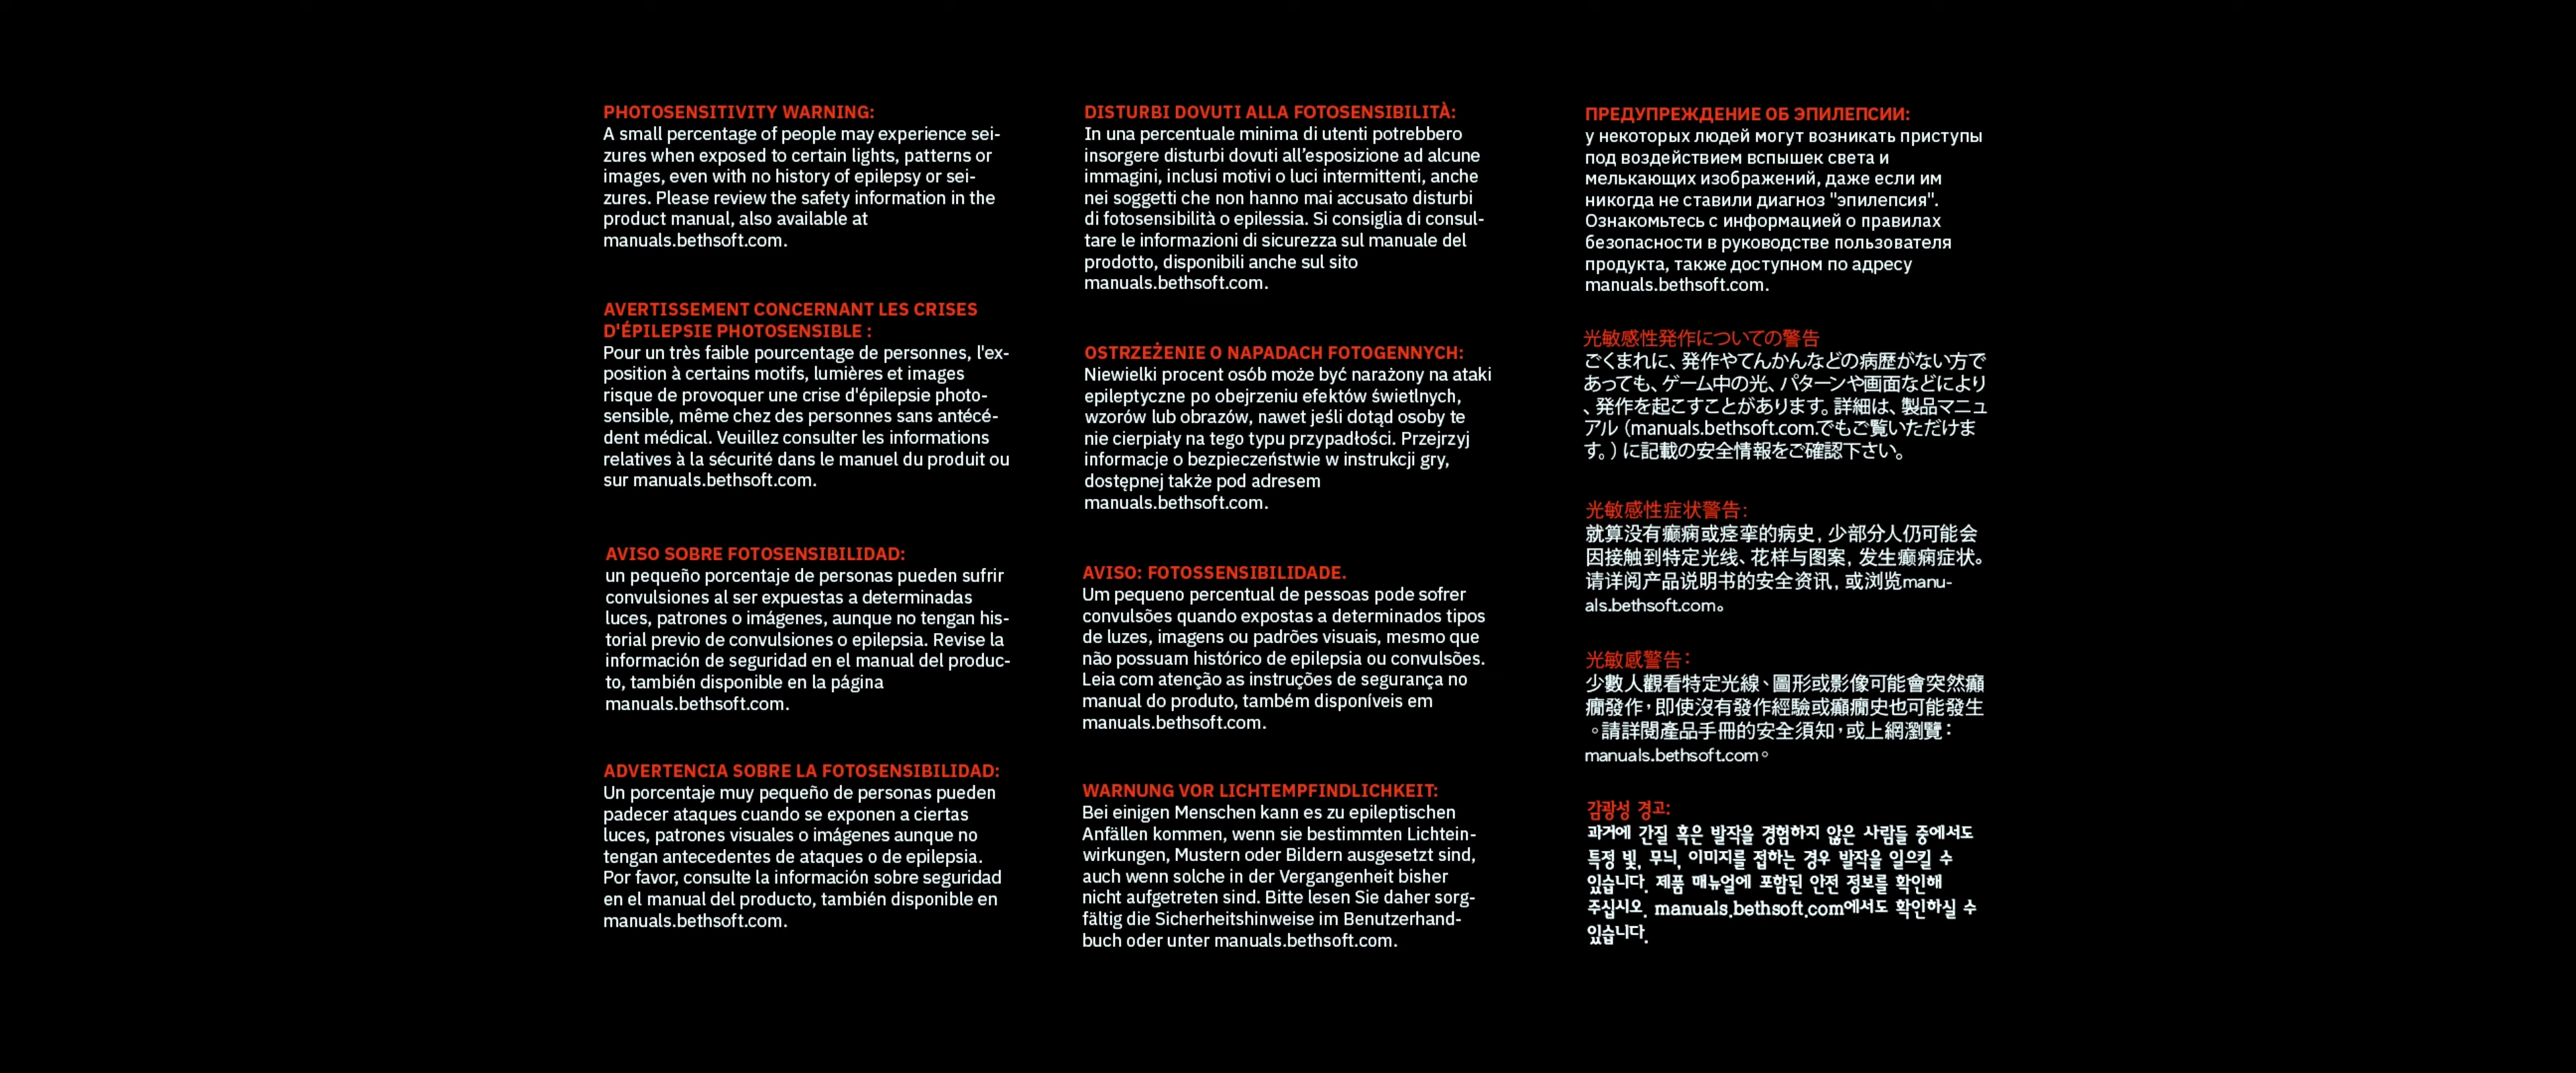 PHOTOSENSITIVITY WARNING:
A small percentage of people may experience sei-
zures when exposed to certain lights, patterns or
images, even with no history of epilepsy or sei-
zures. Please review the safety information in the
product manual, also available at
manuals.bethsoft.com.
AVERTISSEMENT CONCERNANT LES CRISES
D'ÉPILEPSIE PHOTOSENSIBLE :
Pour un très faible pourcentage de personnes, l'ex-
position à certains motifs, lumières et images
risque de provoquer une crise d'épilepsie photo-
sensible, même chez des personnes sans antécé-
dent médical. Veuillez consulter les informations
relatives à la sécurité dans le manuel du produit ou
sur manuals.bethsoft.com.
AVISO SOBRE FOTOSENSIBILIDAD:
un pequeño porcentaje de personas pueden sufrir
convulsiones al ser expuestas a determinadas
luces, patrones o imágenes, aunque no tengan his-
torial previo de convulsiones o epilepsia. Revise la
información de seguridad en el manual del produc-
to, también disponible en la página
manuals.bethsoft.com.
ADVERTENCIA SOBRE LA FOTOSENSIBILIDAD:
Un porcentaje muy pequeño de personas pueden
padecer ataques cuando se exponen a ciertas
luces, patrones visuales o imágenes aunque no
tengan antecedentes de ataques o de epilepsia.
Por favor, consulte la información sobre seguridad
en el manual del producto, también disponible en
manuals.bethsoft.com.
DISTURBI DOVUTI ALLA FOTOSENSIBILITÀ:
In una percentuale minima di utenti potrebbero
insorgere disturbi dovuti all’esposizione ad alcune
immagini, inclusi motivi o luci intermittenti, anche
nei soggetti che non hanno mai accusato disturbi
di fotosensibilità o epilessia. Si consiglia di consul-
tare le informazioni di sicurezza sul manuale del
prodotto, disponibili anche sul sito
manuals.bethsoft.com.
OSTRZEŻENIE O NAPADACH FOTOGENNYCH:
Niewielki procent osób może być narażony na ataki
epileptyczne po obejrzeniu efektów świetlnych,
wzorów lub obrazów, nawet jeśli dotąd osoby te
nie cierpiały na tego typu przypadłości. Przejrzyj
informacje o bezpieczeństwie w instrukcji gry,
dostępnej także pod adresem
manuals.bethsoft.com.
AVISO: FOTOSSENSIBILIDADE.
Um pequeno percentual de pessoas pode sofrer
convulsões quando expostas a determinados tipos
de luzes, imagens ou padrões visuais, mesmo que
não possuam histórico de epilepsia ou convulsões.
Leia com atenção as instruções de segurança no
manual do produto, também disponíveis em
manuals.bethsoft.com.
WARNUNG VOR LICHTEMPFINDLICHKEIT:
Bei einigen Menschen kann es zu epileptischen
Anfällen kommen, wenn sie bestimmten Lichtein-
wirkungen, Mustern oder Bildern ausgesetzt sind,
auch wenn solche in der Vergangenheit bisher
nicht aufgetreten sind. Bitte lesen Sie daher sorg-
fältig die Sicherheitshinweise im Benutzerhand-
buch oder unter manuals.bethsoft.com.
ПРЕДУПРЕЖДЕНИЕ ОБ ЭПИЛЕПСИИ:
у некоторых людей могут возникать приступы
под воздействием вспышек света и
мелькающих изображений, даже если им
никогда не ставили диагноз "эпилепсия".
Ознакомьтесь с информацией о правилах
безопасности в руководстве пользователя
продукта, также доступном по адресу
manuals.bethsoft.com.
光敏感性発作についての警告
ごくまれに、発作やてんかんなどの病歴がない方で
あっても、ゲーム中の光、パターンや画面などにより
、発作を起こすことがあります。詳細は、製品マニュ
アル（manuals.bethsoft.com.でもご覧いただけま
す。）に記載の安全情報をご確認下さい。
光敏感性症状警告:
就算没有癫痫或痉挛的病史, 少部分人仍可能会
因接触到特定光线、花样与图案, 发生癫痫症状。
请详阅产品说明书的安全资讯, 或浏览manu-
als.bethsoft.com。
光敏感警告：
少數人觀看特定光線、圖形或影像可能會突然癲
癇發作，即使沒有發作經驗或癲癇史也可能發生
。請詳閱產品手冊的安全須知，或上網瀏覽：
manuals.bethsoft.com。
감광성 경고:
과거에 간질 혹은 발작을 경험하지 않은 사람들 중에서도
특정 빛, 무늬, 이미지를 접하는 경우 발작을 일으킬 수
있습니다. 제품 매뉴얼에 포함된 안전 정보를 확인해
주십시오. manuals.bethsoft.com에서도 확인하실 수
있습니다.